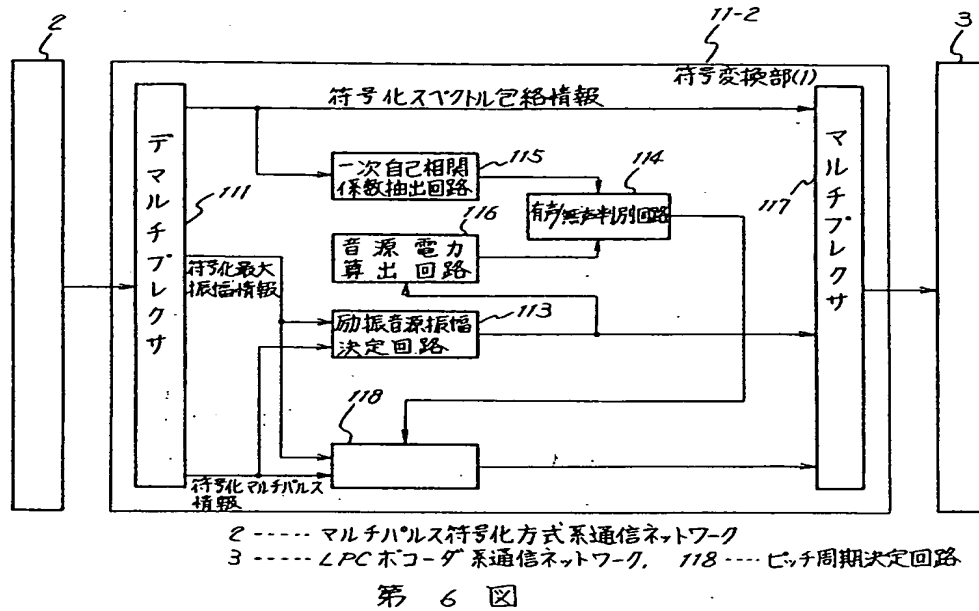 2
11-2
3
符号変換部(1)
符号化スペクトル包絡情報
デマルチプレクサ
111
一次自己相関
係数抽出回路
115
114
有声/無声判別回路
マルチプレクサ
117
116
音源電力
算出回路
符号化最大
振幅情報
励振音源振幅
決定回路
113
118
符号化マルチパルス
情報
2 ----- マルチパルス符号化方式系通信ネットワーク
3 ----- LPCボコーダ系通信ネットワーク, 118 ---- ピッチ周期決定回路
第 6 図